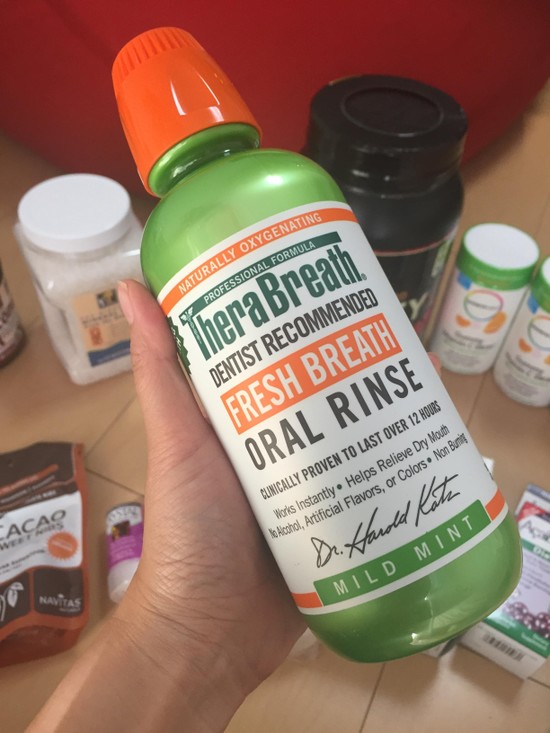 NATURALLY OXYGENATING
PROFESSIONAL FORMULA
TheraBreath®
DENTIST RECOMMENDED
FRESH BREATH
ORAL RINSE
CLINICALLY PROVEN TO LAST OVER 12 HOURS
Works Instantly • Helps Relieve Dry Mouth
No Alcohol, Artificial Flavors, or Colors • Non Burning
Dr. Harold Katz
MILD MINT
CACAO
SWEET NIBS
NAVITAS